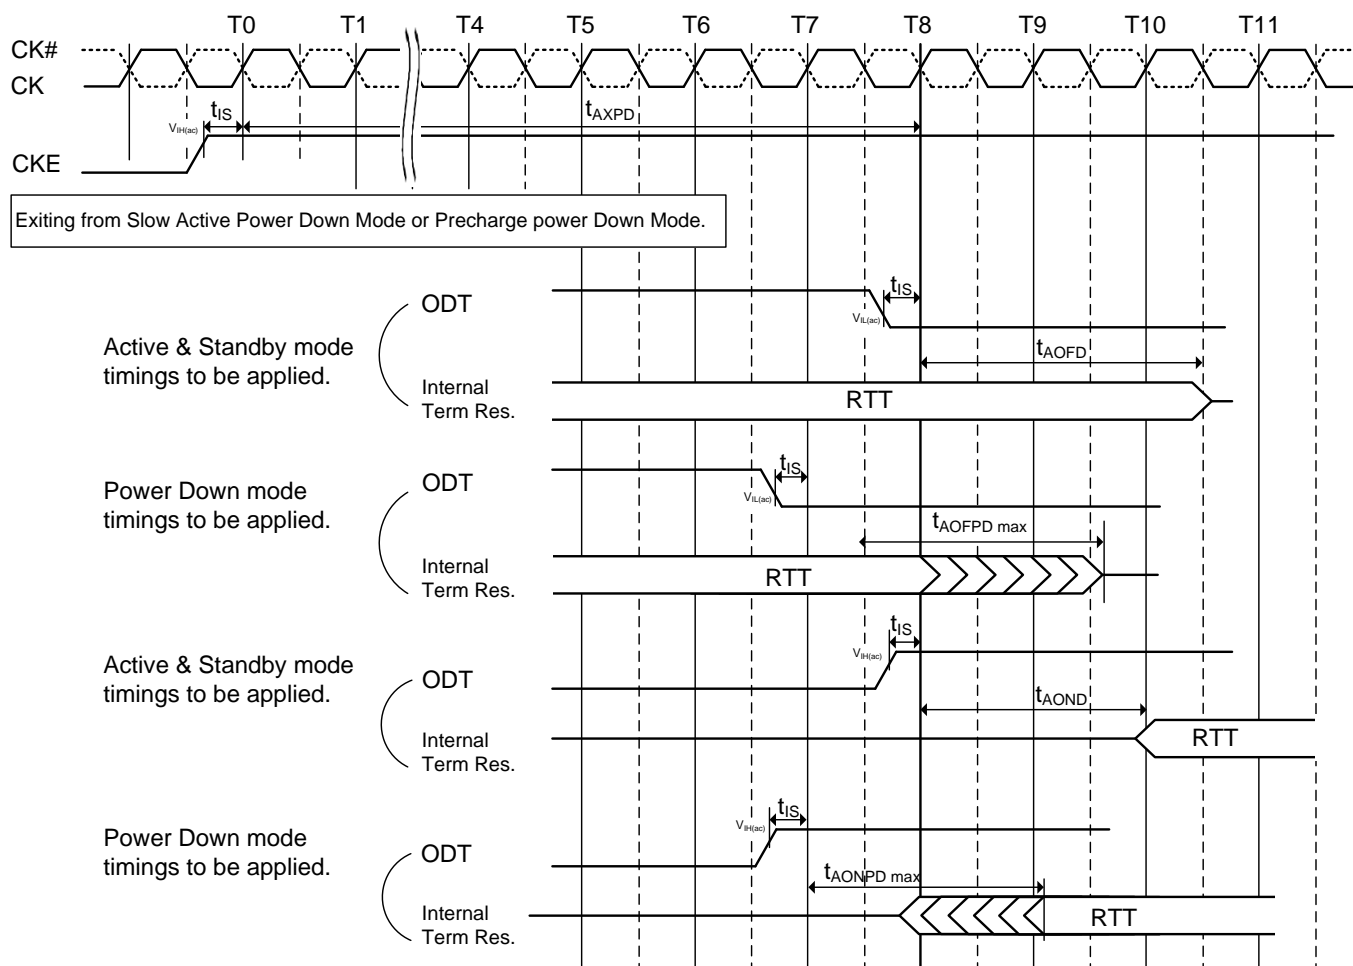 T0 T1 T4 T5 T6 T7 T8 T9 T10 T11
CK#
CK
tIS
tAXPD
VIH(ac)
CKE
Exiting from Slow Active Power Down Mode or Precharge power Down Mode.
ODT
tIS
VIL(ac)
Active & Standby mode
timings to be applied.
tAOFD
Internal
Term Res.
RTT
ODT
tIS
VIL(ac)
Power Down mode
timings to be applied.
tAOFPD max
Internal
Term Res.
RTT
tIS
VIH(ac)
Active & Standby mode
timings to be applied.
ODT
tAOND
Internal
Term Res.
RTT
tIS
VIH(ac)
Power Down mode
timings to be applied.
ODT
tAONPD max
Internal
Term Res.
RTT